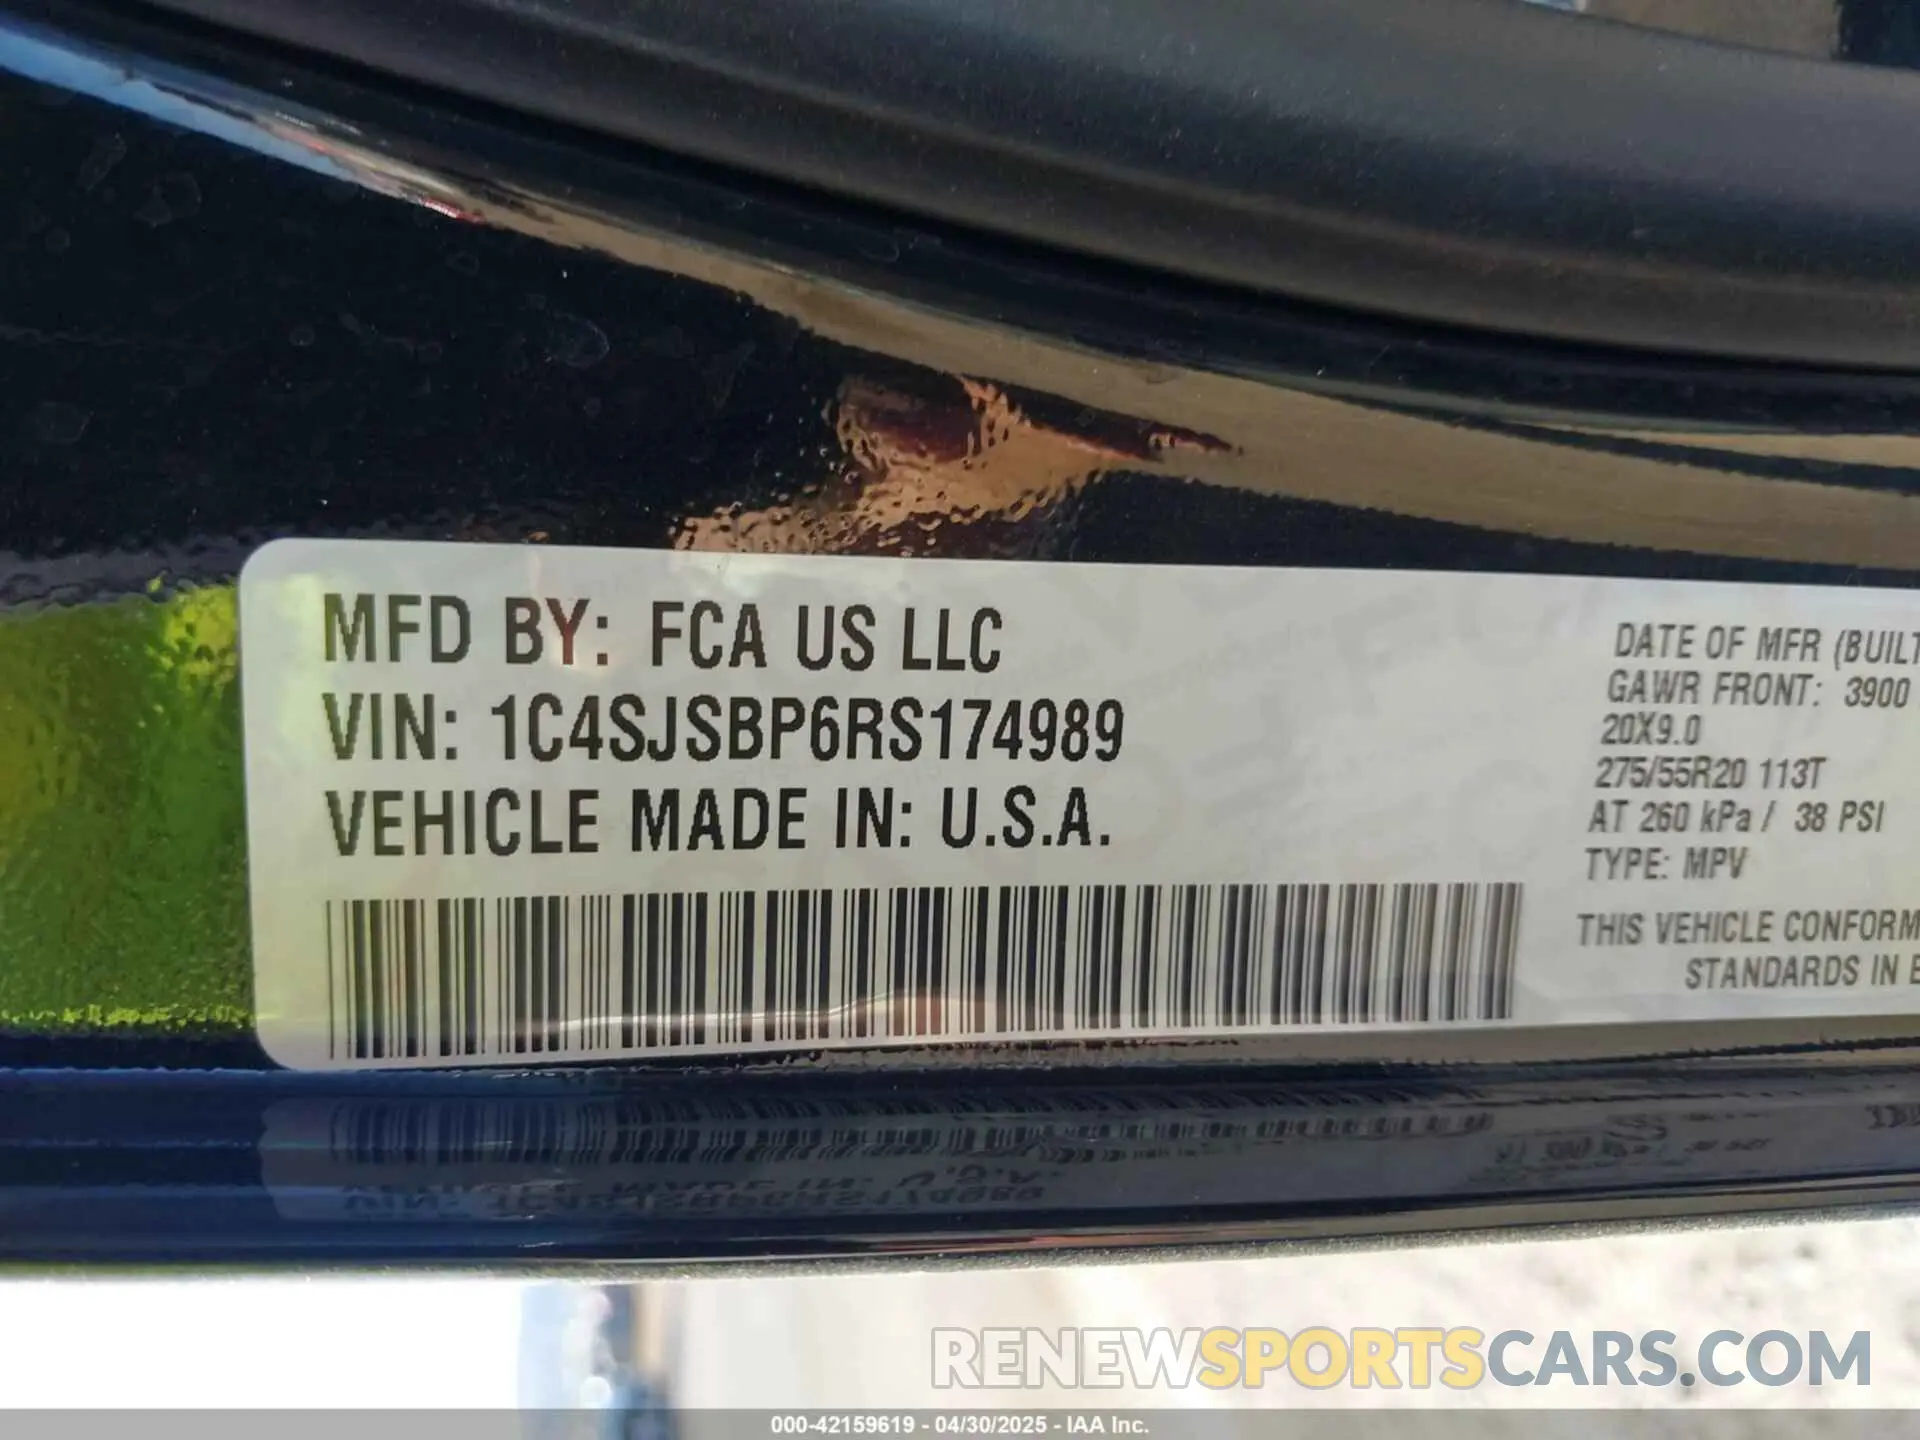 MFD BY: FCA US LLC
VIN: 1C4SJSBP6RS174989
VEHICLE MADE IN: U.S.A.
DATE OF MFR (BUILT
GAWR FRONT: 3900
20X9.0
275/55R20 113T
AT 260 kPa / 38 PSI
TYPE: MPV
THIS VEHICLE CONFORM
STANDARDS IN E
RENEWSPORTSCARS.COM
000-42159619 - 04/30/2025 - IAA Inc.